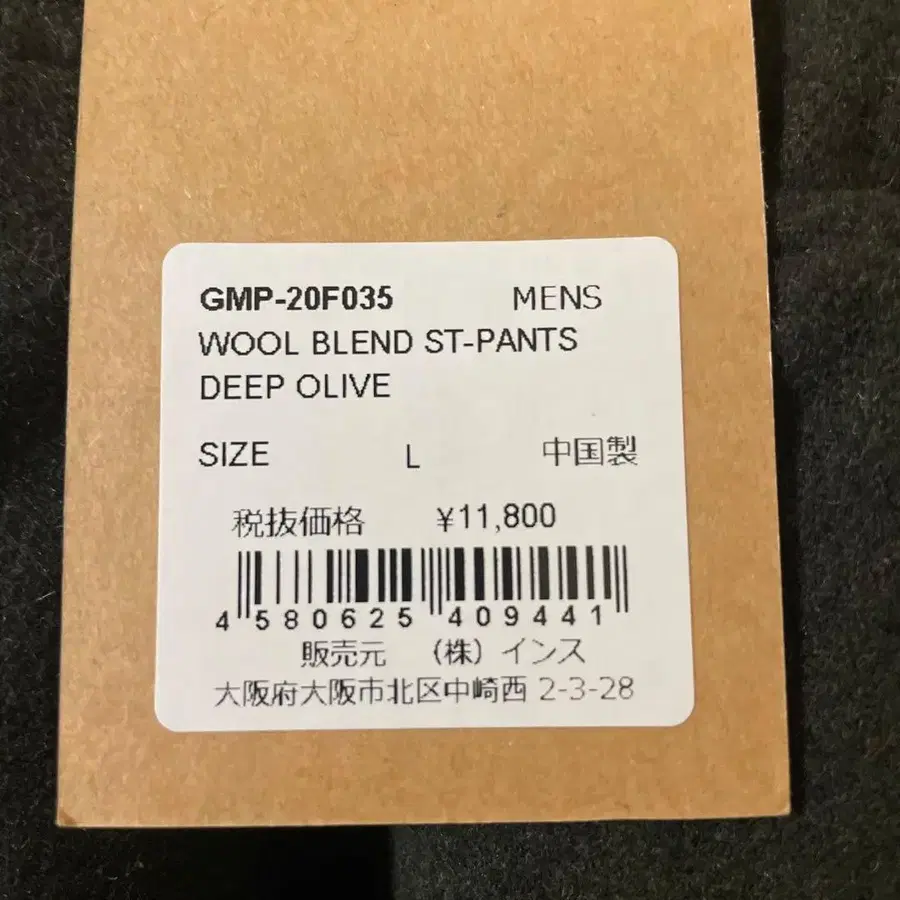 GMP-20F035 MENS
WOOL BLEND ST-PANTS
DEEP OLIVE
SIZE L 中国製
税抜価格 ¥11,800
4 580625 409441
販売元 (株)インス
大阪府大阪市北区中崎西 2-3-28